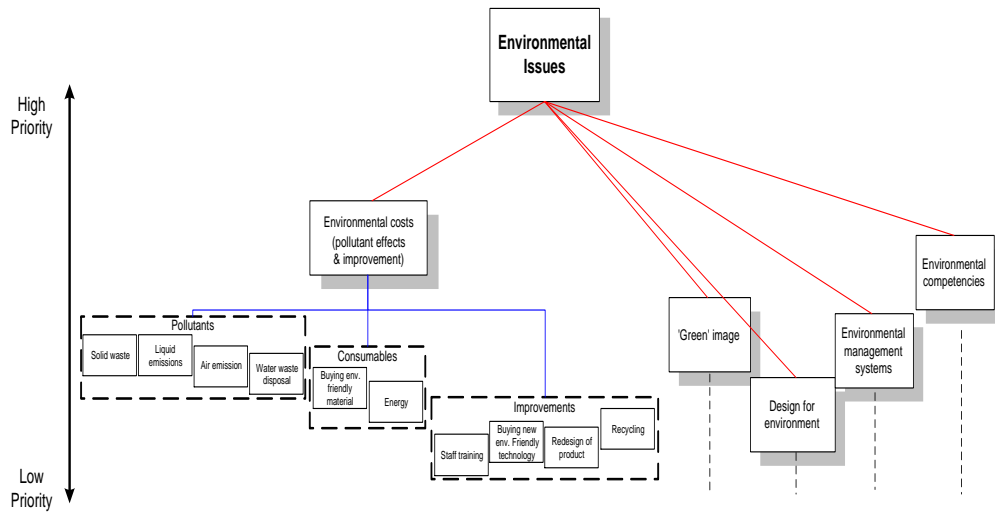 Environmental
Issues
High
Priority
Environmental costs
(pollutant effects
& improvement)
Environmental
competencies
'Green' image
Environmental
management
systems
Design for
environment
Pollutants
Solid waste
Liquid
emissions
Air emission
Water waste
disposal
Consumables
Buying env.
friendly
material
Energy
Improvements
Staff training
Buying new
env. Friendly
technology
Redesign of
product
Recycling
Low
Priority